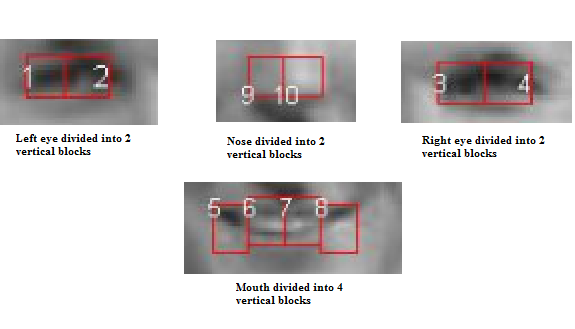 1 2
9 10
3 4
Left eye divided into 2
vertical blocks
Nose divided into 2
vertical blocks
Right eye divided into 2
vertical blocks
5 6 7 8
Mouth divided into 4
vertical blocks